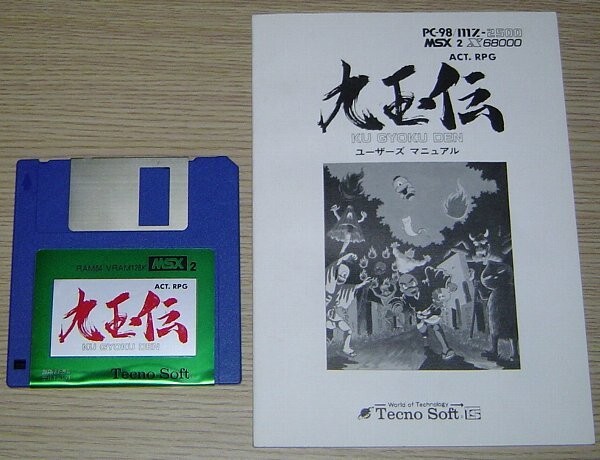 RAM64 VRAM128 MSX 2
ACT. RPG
九玉伝
KU GYOKU DEN
Tecno Soft
PC-98/MZ-2500
MSX 2 X68000
ACT. RPG
九玉伝
KU GYOKU DEN
ユーザーズ マニュアル
World of Technology
Tecno Soft